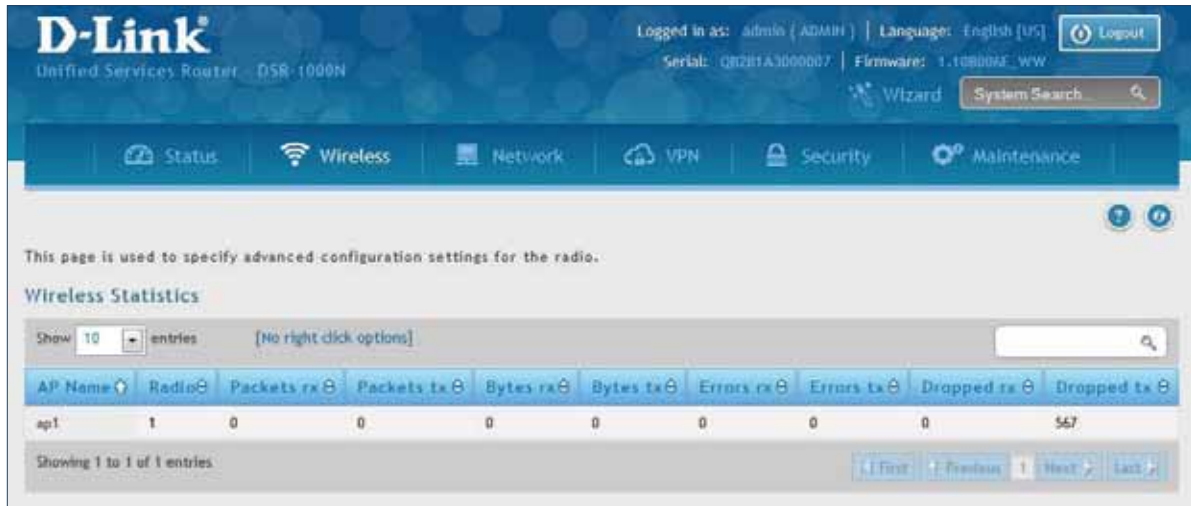 D-Link
Logged in as: admin ( ADMIN ) | Language: English [US] Logout
Unified Services Router - DSR-1000N
Serial: QB2B1A3000007 | Firmware: WW
Wizard System Search...
Status Wireless Network VPN Security Maintenance
This page is used to specify advanced configuration settings for the radio.
Wireless Statistics
Show 10 entries [No right click options]
AP Name Radio Packets rx Packets tx Bytes rx Bytes tx Errors rx Errors tx Dropped rx Dropped tx
ap1 1 0 0 0 0 0 0 0 567
Showing 1 to 1 of 1 entries
First Previous 1 Next Last